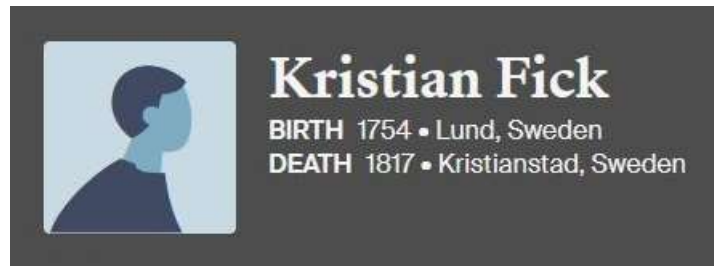 Kristian Fick
BIRTH 1754 • Lund, Sweden
DEATH 1817 • Kristianstad, Sweden